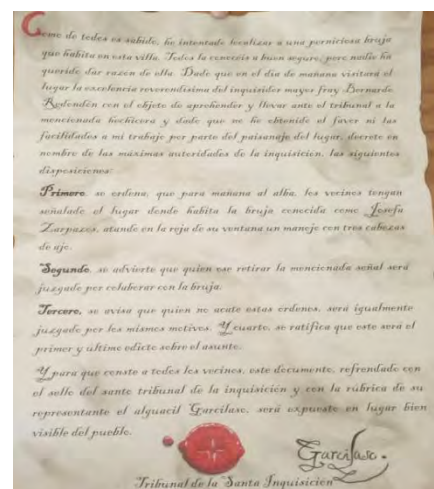 Como de todos es sabido, he intentado localizar a una perniciosa bruja
que habita en esta villa. Todos la conocéis a buen seguro, pero nadie ha
querido dar razón de ella. Dado que en el día de mañana visitará el
lugar la excelencia reverendísima del inquisidor mayor fray Bernardo
Redondón con el objeto de aprehender y llevar ante el tribunal a la
mencionada hechicera y dado que no he obtenido el favor ni las
facilidades a mi trabajo por parte del paisanaje del lugar, decreto en
nombre de las máximas autoridades de la inquisición, las siguientes
disposiciones:
Primero, se ordena, que para mañana al alba, los vecinos tengan
señalado el lugar donde habita la bruja conocida como Josefa
Zarpazos, atando en la reja de su ventana un manojo con tres cabezas
de ajo.
Segundo, se advierte que quien ose retirar la mencionada señal será
juzgado por colaborar con la bruja.
Tercero, se avisa que quien no acate estas ordenes, será igualmente
juzgado por los mismos motivos. Y cuarto, se ratifica que este será el
primer y último edicto sobre el asunto.
Y para que conste a todos los vecinos, este documento, refrendado con
el sello del santo tribunal de la inquisición y con la rúbrica de su
representante el alguacil Garcilaso, será expuesto en lugar bien
visible del pueblo.
Garcilaso.
Tribunal de la Santa Inquisición